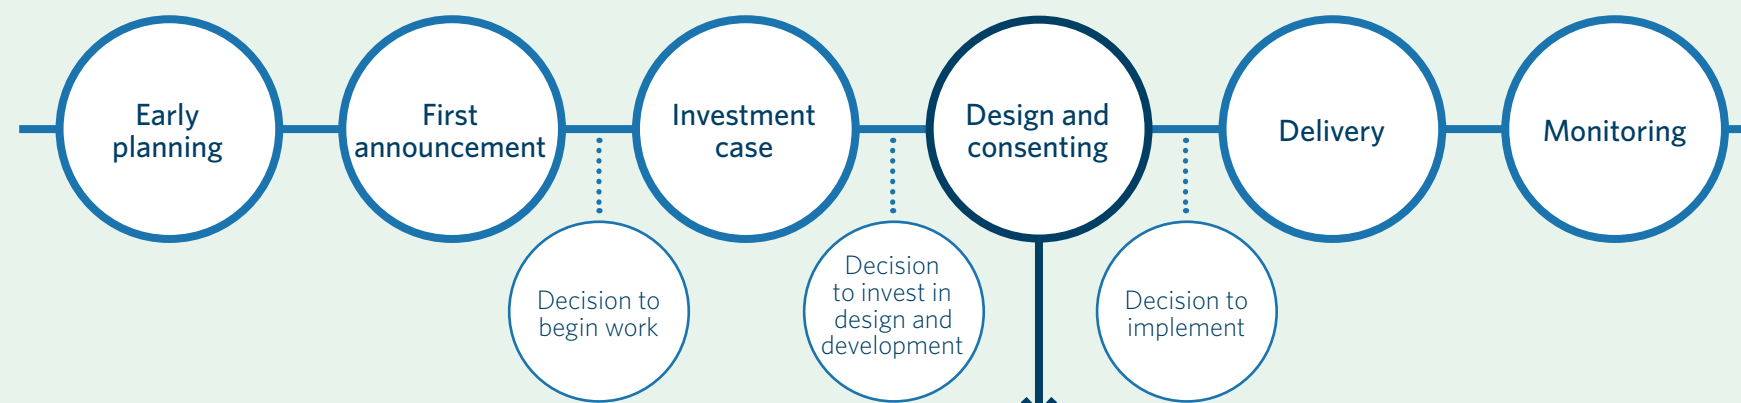 Early
planning
First
announcement
Investment
case
Design and
consenting
Delivery
Monitoring
Decision to
begin work
Decision
to invest in
design and
development
Decision to
implement